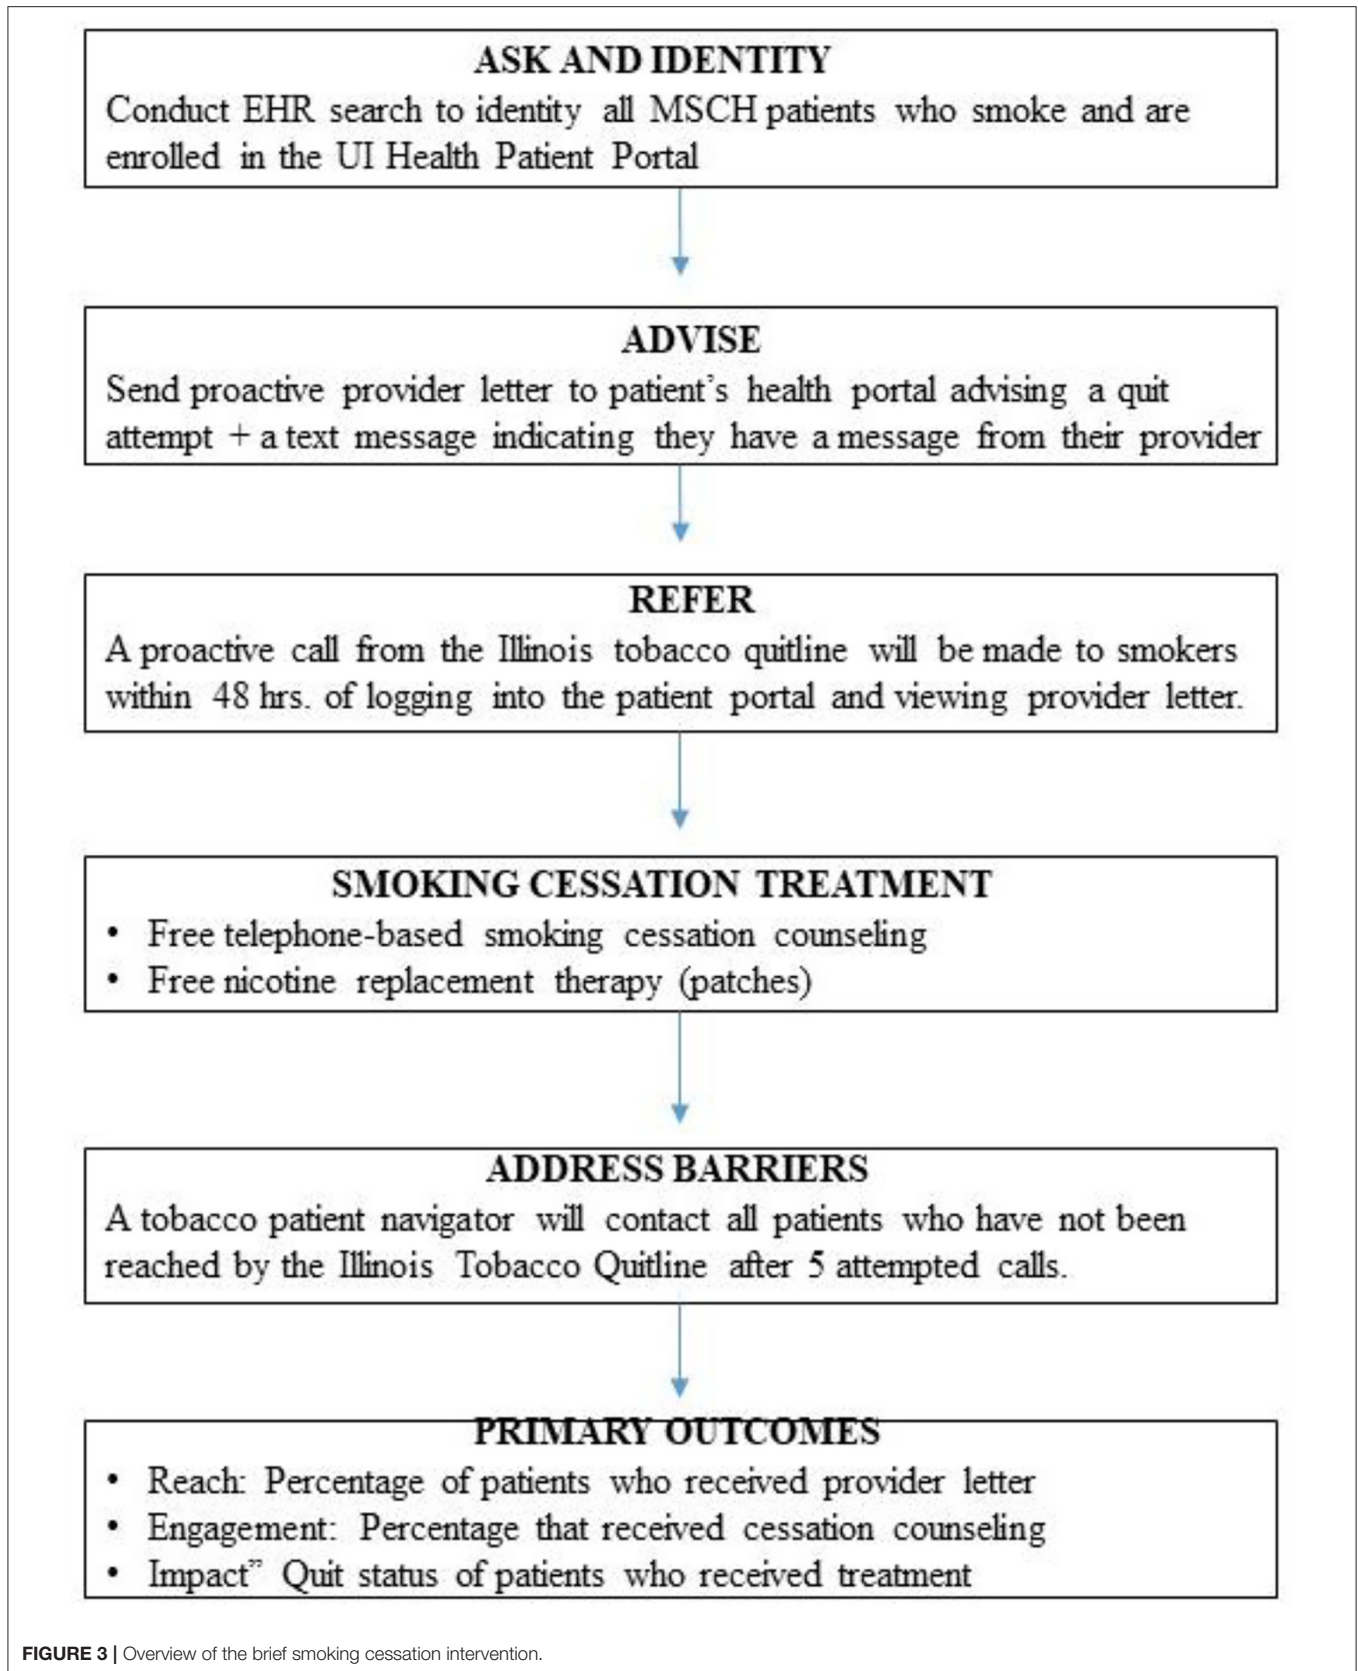 ASK AND IDENTITY
Conduct EHR search to identity all MSCH patients who smoke and are
enrolled in the UI Health Patient Portal
ADVISE
Send proactive provider letter to patient's health portal advising a quit
attempt + a text message indicating they have a message from their provider
REFER
A proactive call from the Illinois tobacco quitline will be made to smokers
within 48 hrs. of logging into the patient portal and viewing provider letter.
SMOKING CESSATION TREATMENT
• Free telephone-based smoking cessation counseling
• Free nicotine replacement therapy (patches)
ADDRESS BARRIERS
A tobacco patient navigator will contact all patients who have not been
reached by the Illinois Tobacco Quitline after 5 attempted calls.
PRIMARY OUTCOMES
• Reach: Percentage of patients who received provider letter
• Engagement: Percentage that received cessation counseling
• Impact” Quit status of patients who received treatment
FIGURE 3 | Overview of the brief smoking cessation intervention.